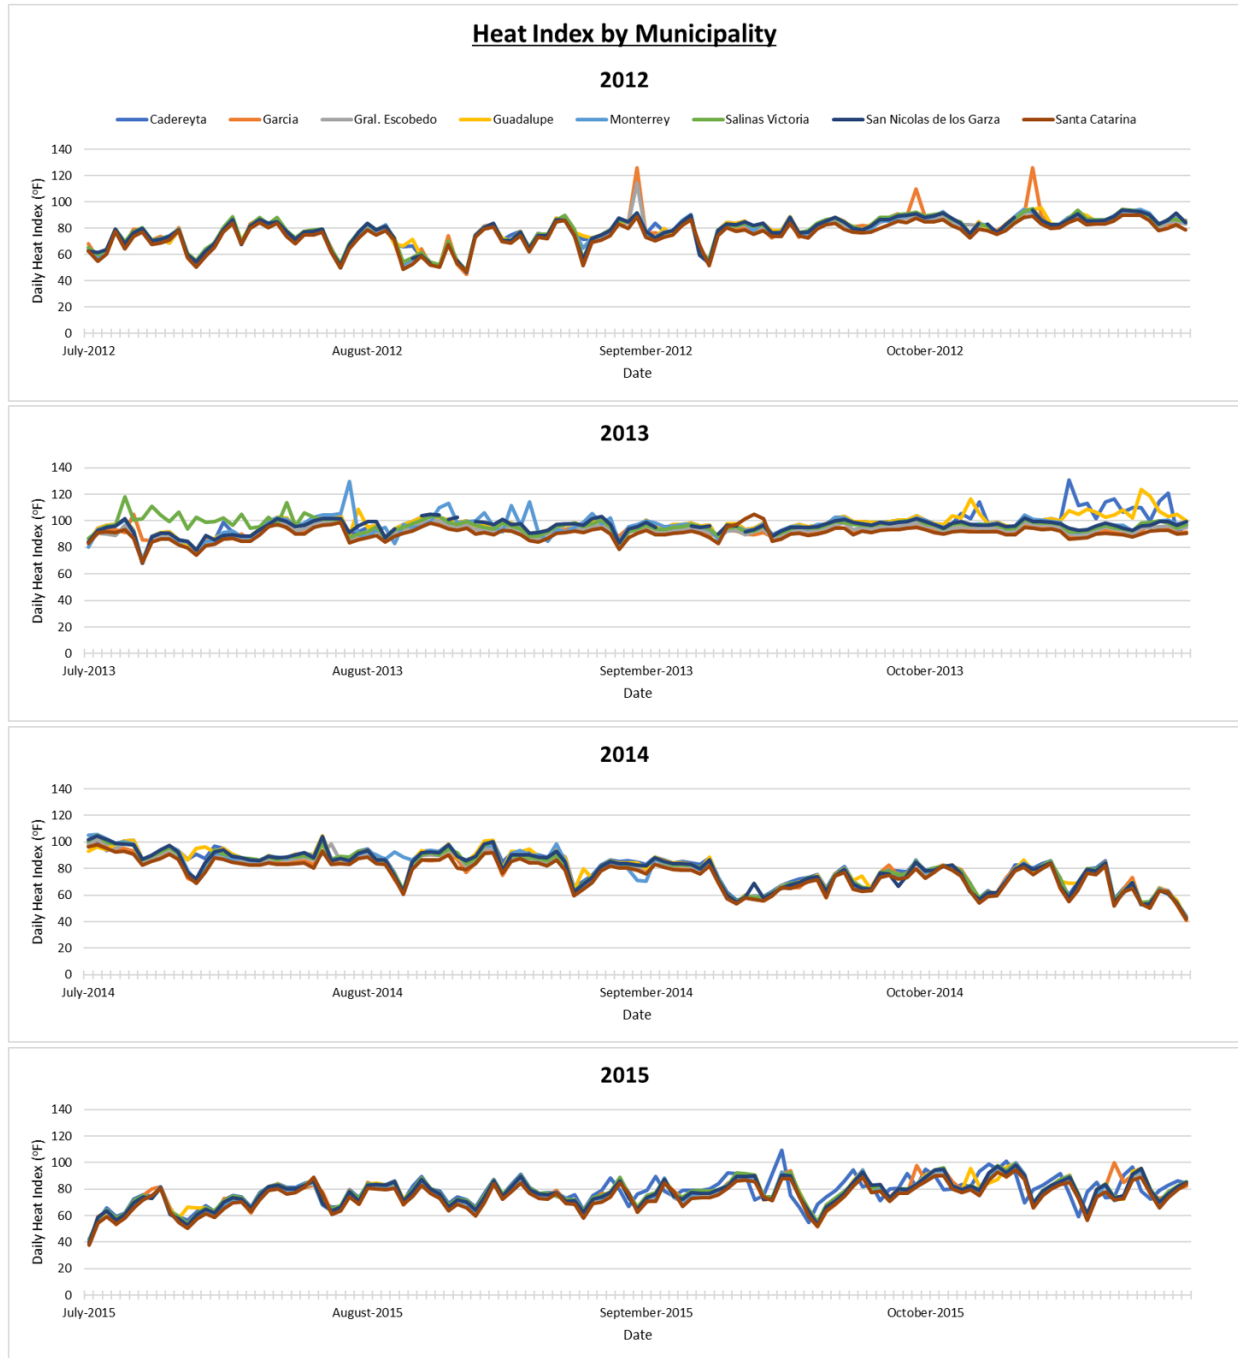 Heat Index by Municipality
2012
Cadereyta Garcia Gral. Escobedo Guadalupe Monterrey Salinas Victoria San Nicolas de los Garza Santa Catarina
Daily Heat Index (ºF)
140
120
100
80
60
40
20
0
July-2012 August-2012 September-2012 October-2012
Date
2013
Daily Heat Index (ºF)
140
120
100
80
60
40
20
0
July-2013 August-2013 September-2013 October-2013
Date
2014
Daily Heat Index (ºF)
140
120
100
80
60
40
20
0
July-2014 August-2014 September-2014 October-2014
Date
2015
Daily Heat Index (ºF)
140
120
100
80
60
40
20
0
July-2015 August-2015 September-2015 October-2015
Date